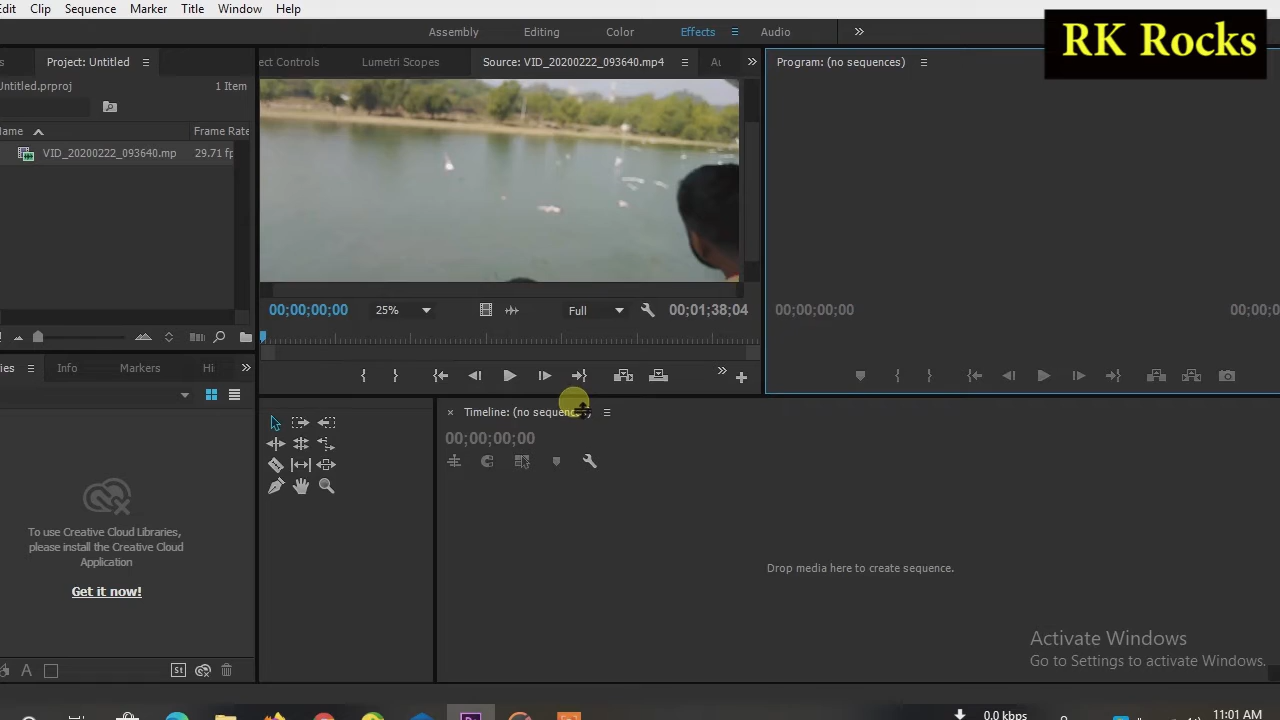 Edit Clip Sequence Marker Title Window Help
Assembly Editing Color Effects Audio
RK Rocks
Project: Untitled
ect Controls Lumetri Scopes Source: VID_20200222_093640.mp4
Program: (no sequences)
Untitled.prproj 1 Item
ame Frame Rate
VID_20200222_093640.mp 29.71 fp
00;00;00;00 25% Full 00;01;38;04
00;00;00;00 00;00;0
ies Info Markers Hi
Timeline: (no sequences)
00;00;00;00
To use Creative Cloud Libraries,
please install the Creative Cloud
Application
Get it now!
Drop media here to create sequence.
Activate Windows
Go to Settings to activate Windows.
St
0.0 kbps
11:01 AM